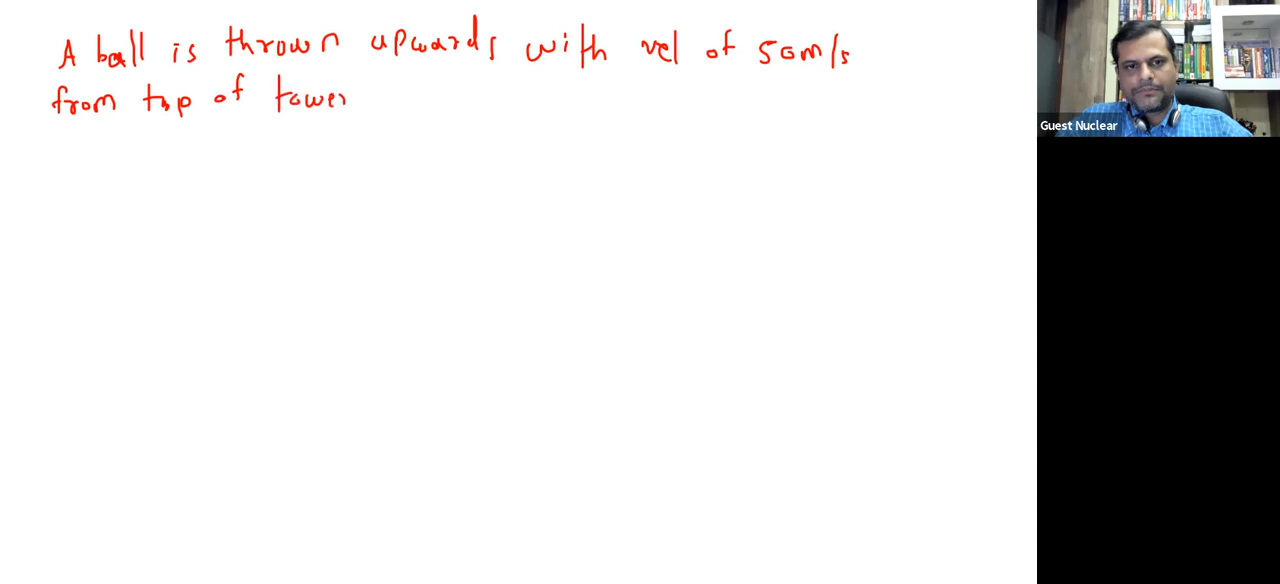 A ball is thrown upwards with vel of 50m/s
from top of tower
Guest Nuclear